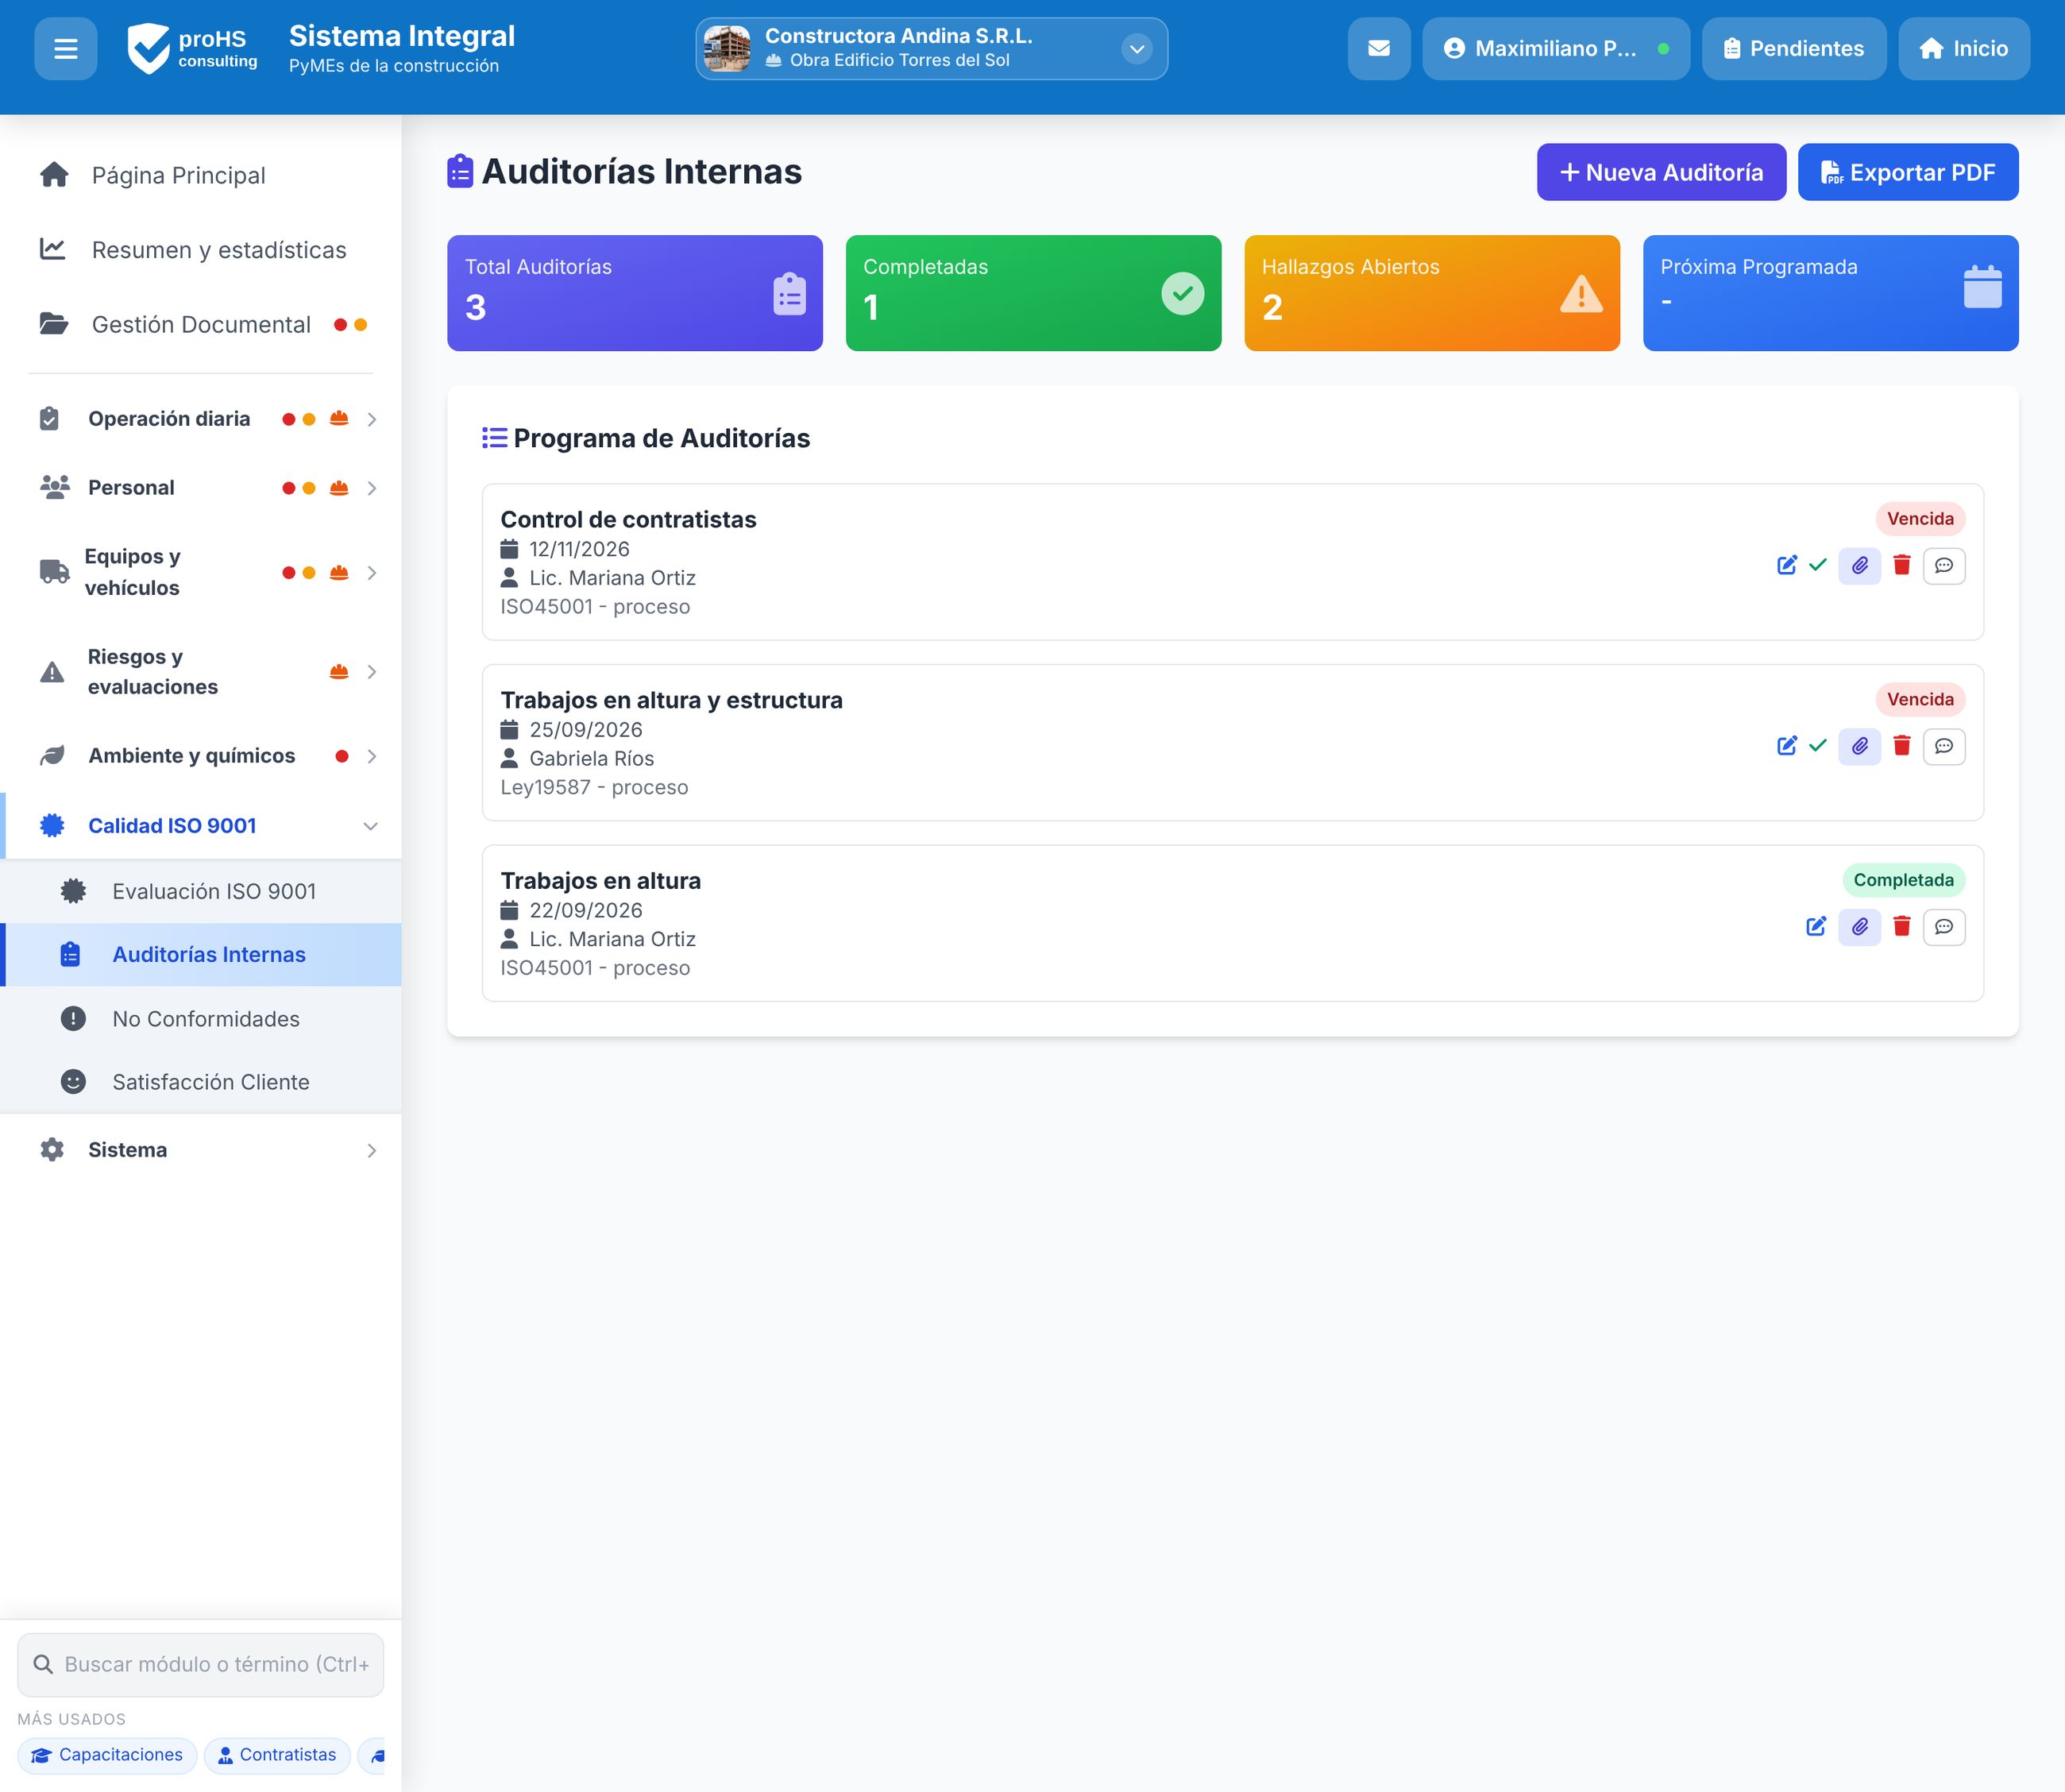 proHS
consulting
Sistema Integral
PyMEs de la construcción
Constructora Andina S.R.L.
Obra Edificio Torres del Sol
Maximiliano P...
Pendientes
Inicio
Página Principal
Resumen y estadísticas
Gestión Documental
Operación diaria
Personal
Equipos y
vehículos
Riesgos y
evaluaciones
Ambiente y químicos
Calidad ISO 9001
Evaluación ISO 9001
Auditorías Internas
No Conformidades
Satisfacción Cliente
Sistema
Buscar módulo o término (Ctrl+
MÁS USADOS
Capacitaciones
Contratistas
Auditorías Internas
Nueva Auditoría
PDF
Exportar PDF
Total Auditorías
3
Completadas
1
Hallazgos Abiertos
2
Próxima Programada
-
Programa de Auditorías
Control de contratistas
Vencida
12/11/2026
Lic. Mariana Ortiz
ISO45001 - proceso
Trabajos en altura y estructura
Vencida
25/09/2026
Gabriela Ríos
Ley19587 - proceso
Trabajos en altura
Completada
22/09/2026
Lic. Mariana Ortiz
ISO45001 - proceso